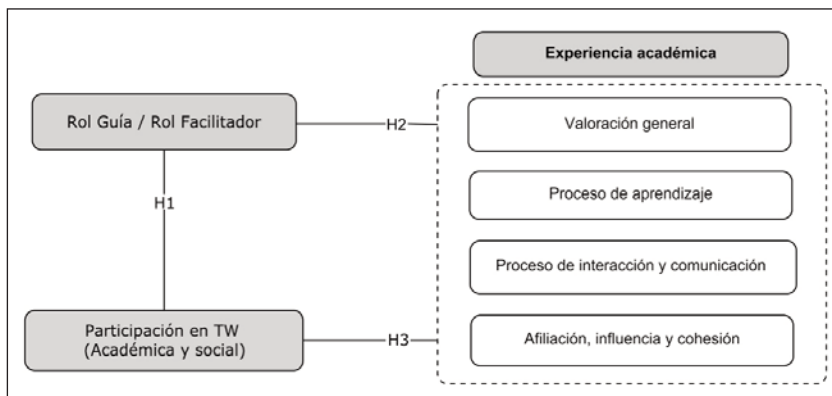 Experiencia académica
Rol Guía / Rol Facilitador
H2
Valoración general
Proceso de aprendizaje
H1
Proceso de interacción y comunicación
Participación en TW
(Académica y social)
H3
Afiliación, influencia y cohesión